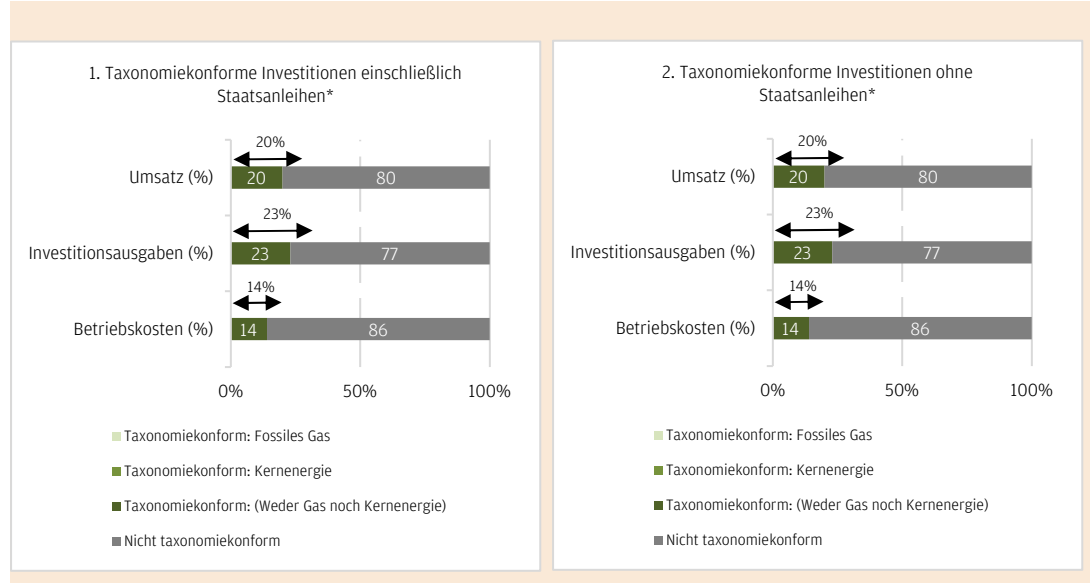 1. Taxonomiekonforme Investitionen einschließlich
Staatsanleihen*
20%
Umsatz (%)
20
80
23%
Investitionsausgaben (%)
23
77
14%
Betriebskosten (%)
14
86
0%
50%
100%
Taxonomiekonform: Fossiles Gas
Taxonomiekonform: Kernenergie
Taxonomiekonform: (Weder Gas noch Kernenergie)
Nicht taxonomiekonform
2. Taxonomiekonforme Investitionen ohne
Staatsanleihen*
20%
Umsatz (%)
20
80
23%
Investitionsausgaben (%)
23
77
14%
Betriebskosten (%)
14
86
0%
50%
100%
Taxonomiekonform: Fossiles Gas
Taxonomiekonform: Kernenergie
Taxonomiekonform: (Weder Gas noch Kernenergie)
Nicht taxonomiekonform